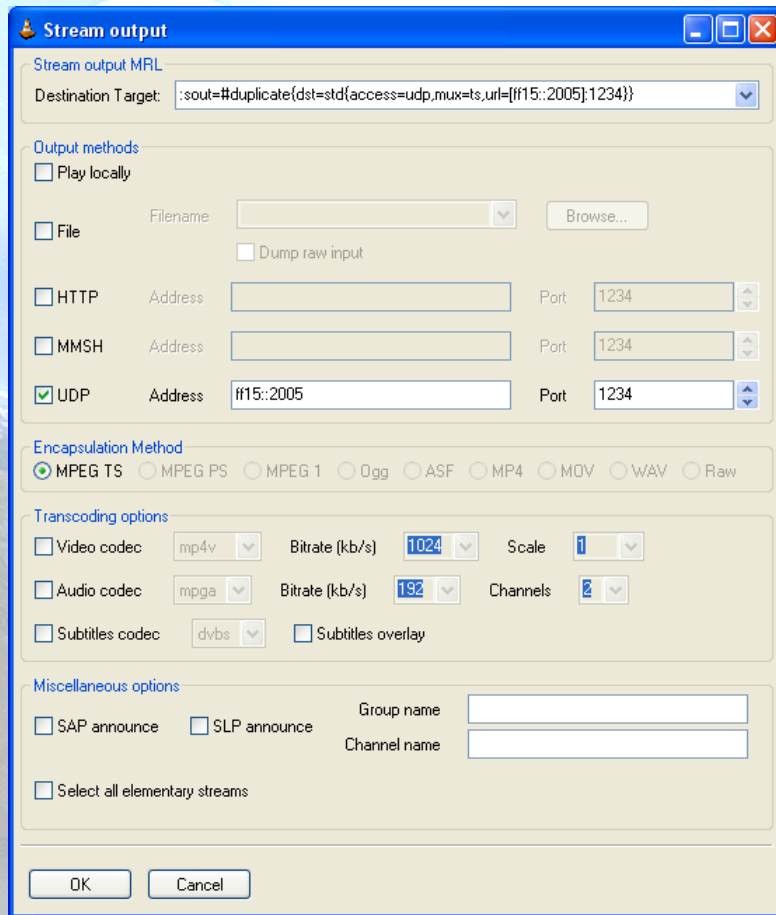 Stream output
Stream output MRL
Destination Target: :sout=#duplicate{dst=std{access=udp,mux=ts,url=[ff15::2005]:1234}}
Output methods
Play locally
File Filename Browse...
Dump raw input
HTTP Address Port 1234
MMSH Address Port 1234
UDP Address ff15::2005 Port 1234
Encapsulation Method
MPEG TS MPEG PS MPEG 1 Ogg ASF MP4 MOV WAV Raw
Transcoding options
Video codec mp4v Bitrate (kb/s) 1024 Scale 1
Audio codec mpga Bitrate (kb/s) 192 Channels 2
Subtitles codec dvbs Subtitles overlay
Miscellaneous options
SAP announce SLP announce Group name
Channel name
Select all elementary streams
OK Cancel